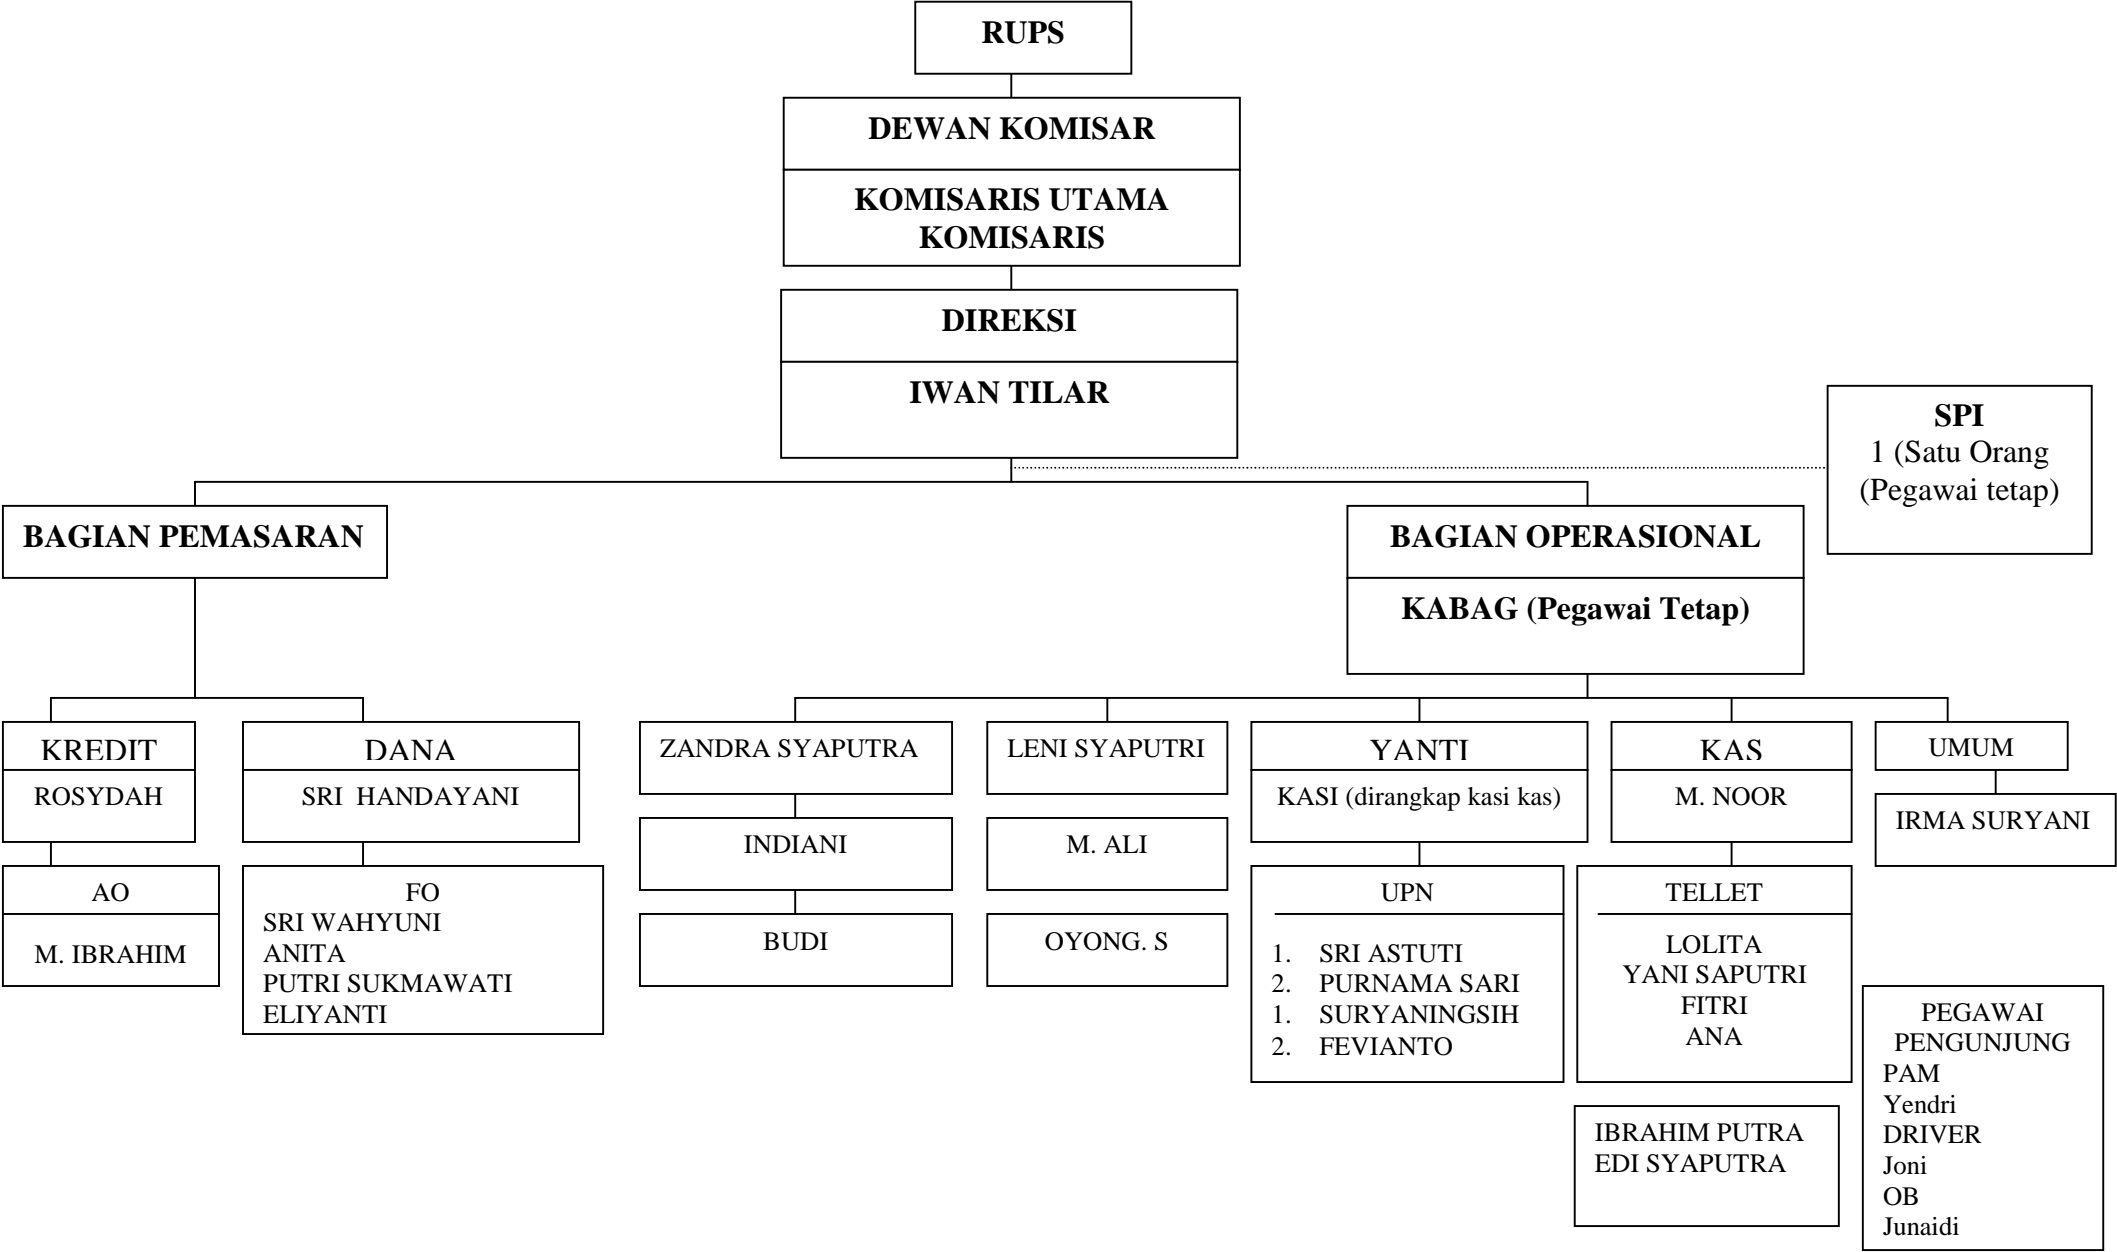 RUPS
DEWAN KOMISAR
KOMISARIS UTAMA
KOMISARIS
DIREKSI
IWAN TILAR
SPI
1 (Satu Orang
(Pegawai tetap)
BAGIAN PEMASARAN
BAGIAN OPERASIONAL
KABAG (Pegawai Tetap)
KREDIT
ROSYDAH
AO
M. IBRAHIM
DANA
SRI HANDAYANI
FO
SRI WAHYUNI
ANITA
PUTRI SUKMAWATI
ELIYANTI
ZANDRA SYAPUTRA
INDIANI
BUDI
LENI SYAPUTRI
M. ALI
OYONG. S
YANTI
KASI (dirangkap kasi kas)
UPN
1. SRI ASTUTI
2. PURNAMA SARI
1. SURYANINGSIH
2. FEVIANTO
KAS
M. NOOR
TELLET
LOLITA
YANI SAPUTRI
FITRI
ANA
IBRAHIM PUTRA
EDI SYAPUTRA
UMUM
IRMA SURYANI
PEGAWAI
PENGUNJUNG
PAM
Yendri
DRIVER
Joni
OB
Junaidi